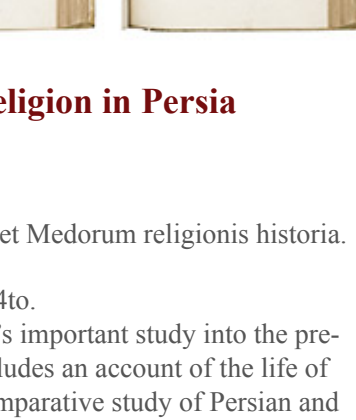 eligion in Persia
et Medorum religionis historia.
4to.
's important study into the pre-
ludes an account of the life of
mparative study of Persian and